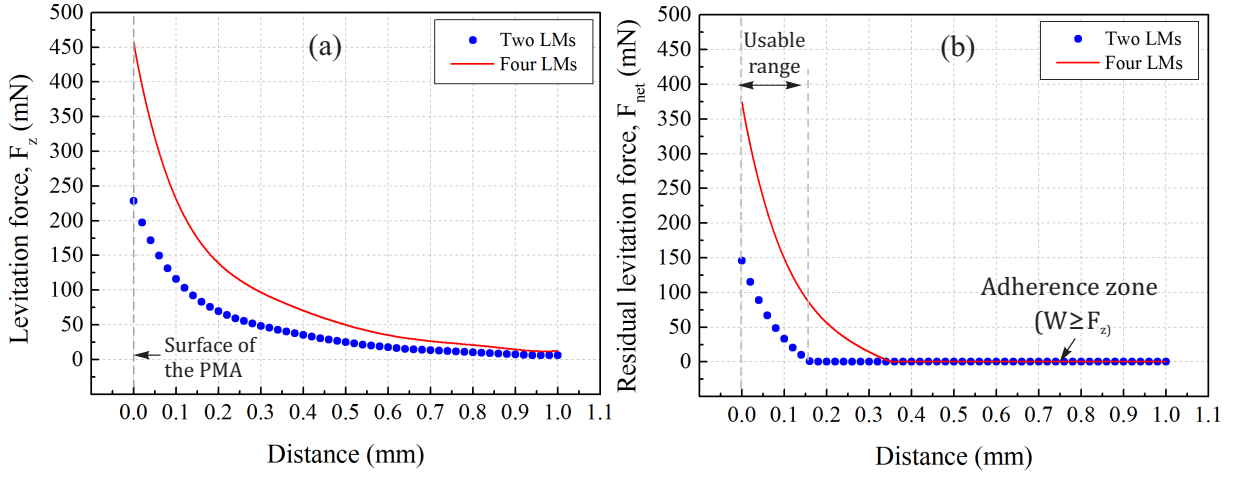 (a)
Two LMs
Four LMs
Levitation force, F_z (mN)
500
450
400
350
300
250
200
150
100
50
0
Surface of
the PMA
0.0 0.1 0.2 0.3 0.4 0.5 0.6 0.7 0.8 0.9 1.0 1.1
Distance (mm)
(b)
Two LMs
Four LMs
Usable
range
Residual levitation force, F_net (mN)
500
450
400
350
300
250
200
150
100
50
0
Adherence zone
(W≥F_z)
0.0 0.1 0.2 0.3 0.4 0.5 0.6 0.7 0.8 0.9 1.0 1.1
Distance (mm)